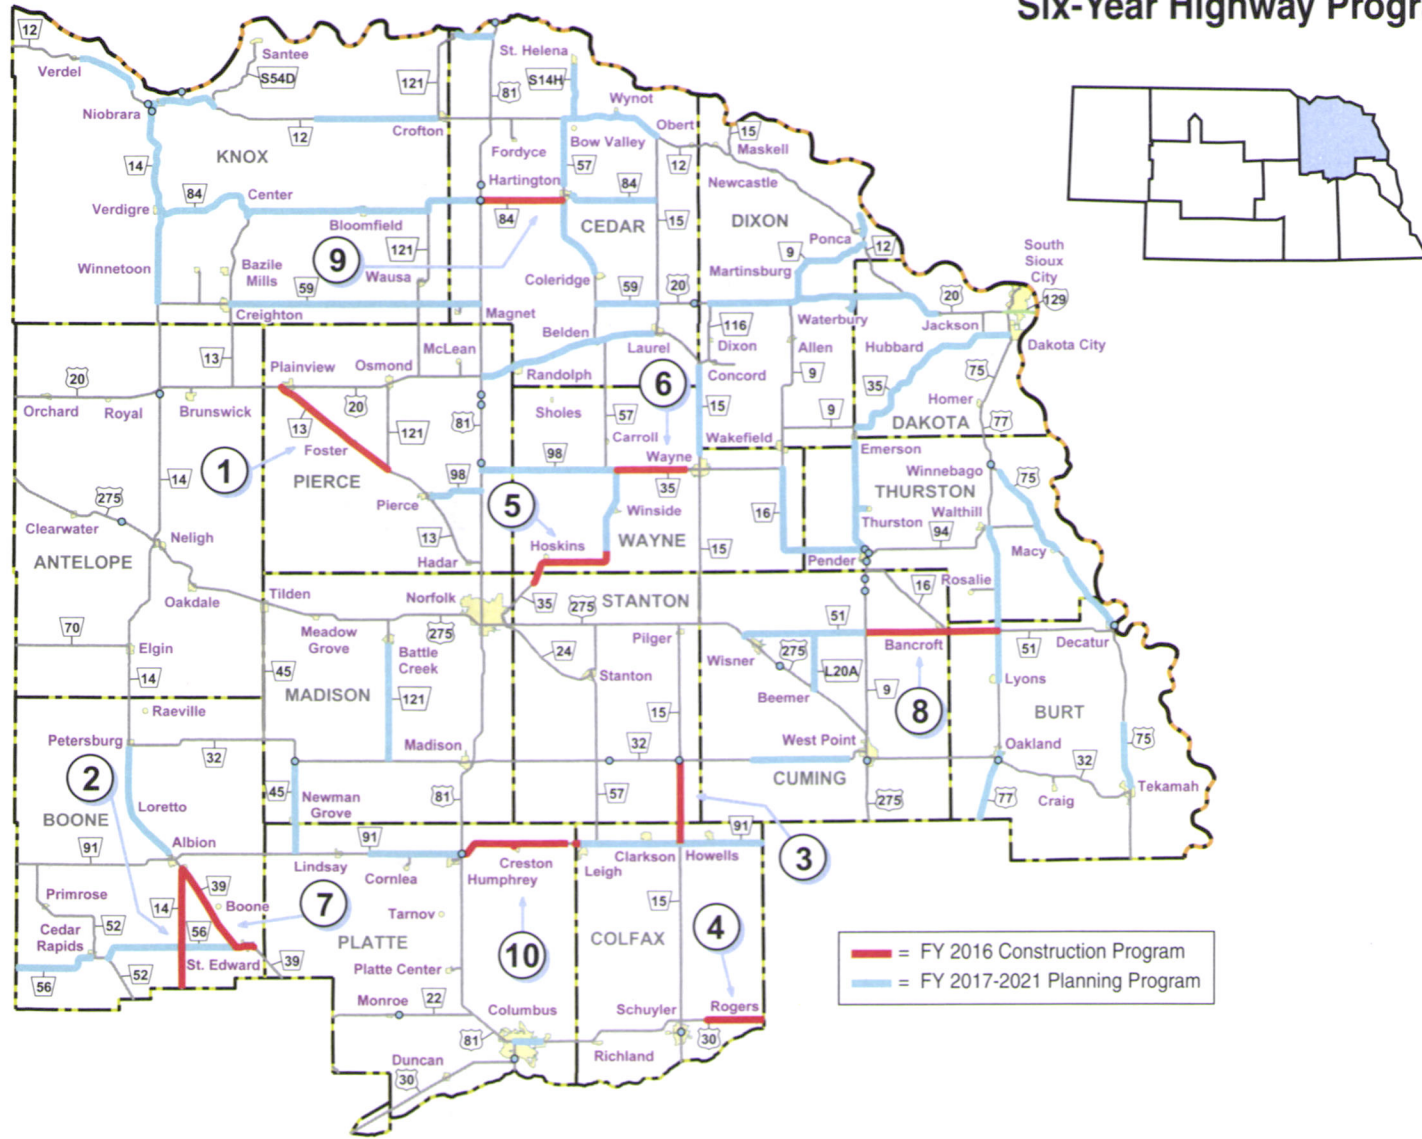 Six-Year Highway Progr
12
Verdel
Santee
S54D
121
St. Helena
S14H
81
Wynot
Niobrara
12
Crofton
Obert
15
Maskell
Bow Valley
Fordyce
KNOX
14
57
12
Hartington
84
Newcastle
Center
84
Verdigre
84
Bloomfield
CEDAR
15
DIXON
121
Ponca
12
9
9
Winnetoon
Bazile
Mills
Wausa
Martinsburg
South
Sioux
City
59
Coleridge
59
20
20
129
Creighton
Magnet
Waterbury
Jackson
116
Belden
Laurel
Dixon
Allen
Hubbard
Dakota City
13
McLean
Plainview
Osmond
Randolph
6
Concord
9
35
75
20
Orchard
Royal
Brunswick
20
13
Sholes
57
15
9
Homer
77
121
81
Carroll
Wakefield
DAKOTA
Foster
1
14
98
Wayne
Emerson
Winnebago
PIERCE
98
35
THURSTON
75
275
Pierce
5
Winside
16
Thurston
Walthill
Clearwater
Neligh
13
Hoskins
WAYNE
15
94
Macy
ANTELOPE
Hadar
Pender
Oakdale
Tilden
Norfolk
35
275
STANTON
16
Rosalie
70
Meadow
Grove
275
51
Elgin
Battle
Creek
24
Pilger
Wisner
275
L20A
Bancroft
51
Decatur
14
45
MADISON
121
Stanton
Beemer
9
8
Lyons
Raeville
15
BURT
Petersburg
32
Madison
32
West Point
Oakland
75
2
45
Newman
Grove
81
57
CUMING
275
77
32
Craig
Tekamah
Loretto
BOONE
Albion
91
91
91
3
Lindsay
Cornlea
Creston
Humphrey
Leigh
Clarkson
Howells
Primrose
39
Boone
7
14
Tarnov
15
4
52
56
Cedar
Rapids
PLATTE
10
COLFAX
St. Edward
39
Platte Center
56
52
Monroe
22
Columbus
Schuyler
Rogers
81
30
Duncan
Richland
30
= FY 2016 Construction Program
= FY 2017-2021 Planning Program